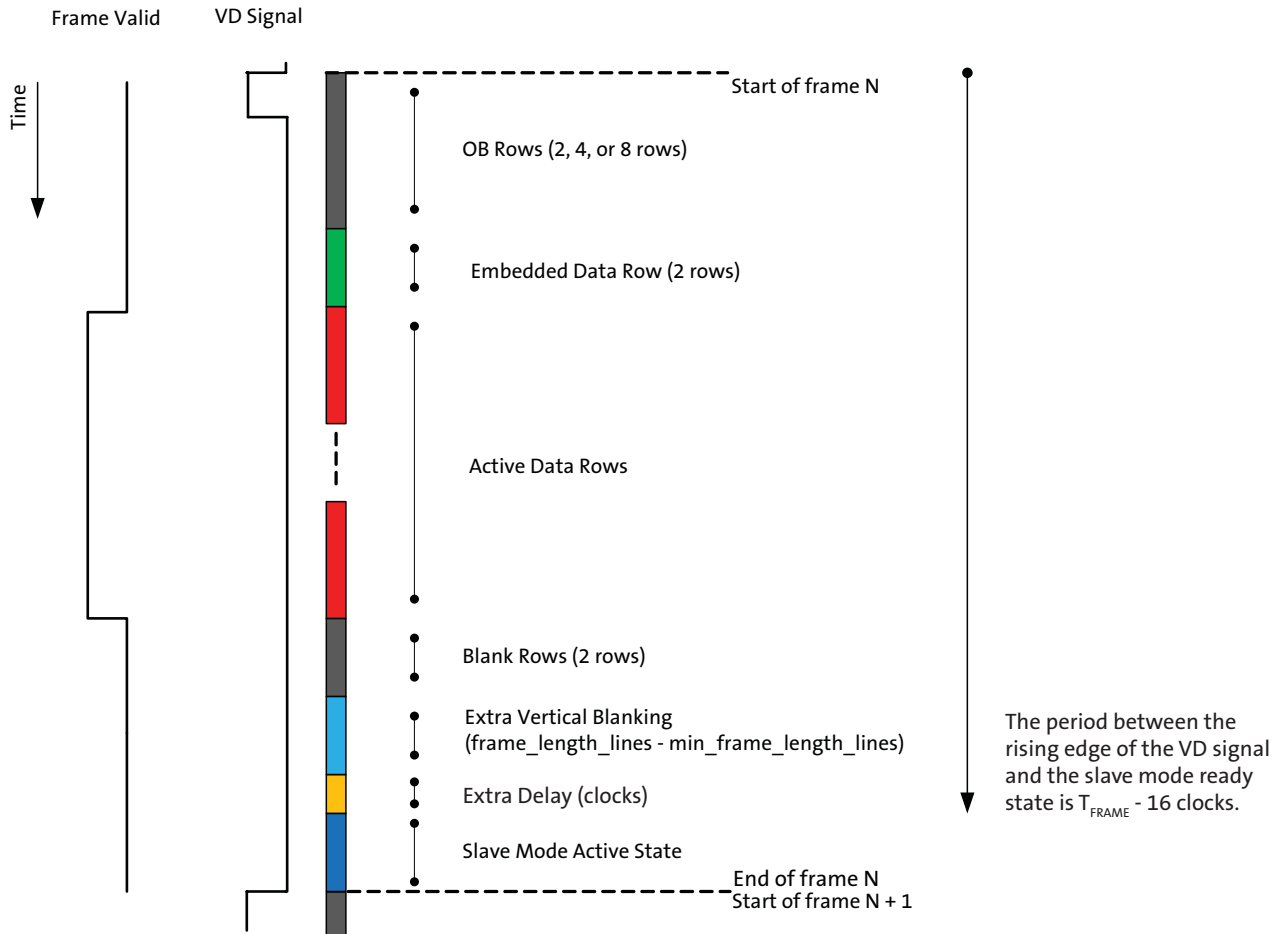 Frame Valid
VD Signal
Time
Start of frame N
OB Rows (2, 4, or 8 rows)
Embedded Data Row (2 rows)
Active Data Rows
Blank Rows (2 rows)
Extra Vertical Blanking
(frame_length_lines - min_frame_length_lines)
Extra Delay (clocks)
Slave Mode Active State
End of frame N
Start of frame N + 1
The period between the
rising edge of the VD signal
and the slave mode ready
state is T_FRAME - 16 clocks.